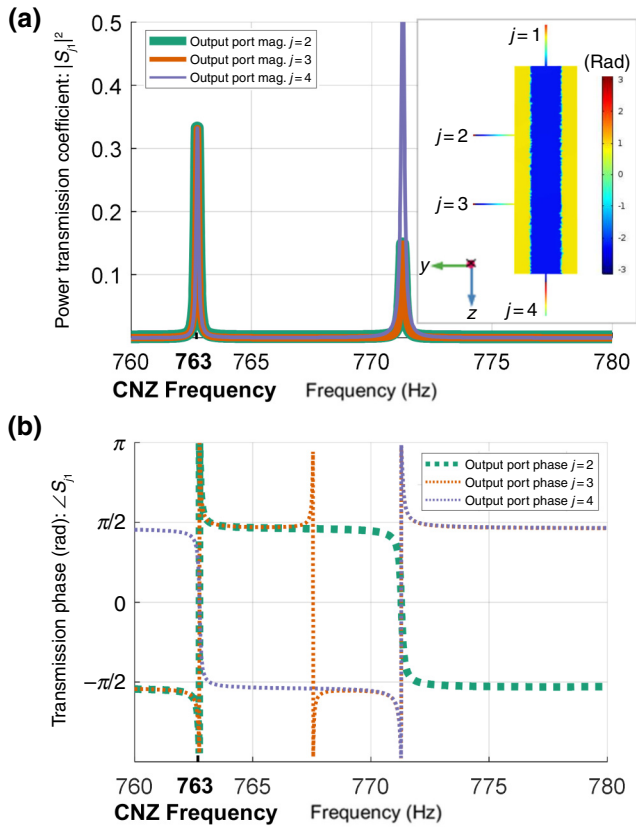 (a)
Power transmission coefficient: |S_{j1}|²
0.5
0.4
0.3
0.2
0.1
Output port mag. j=2
Output port mag. j=3
Output port mag. j=4
j=1
(Rad)
j=2
j=3
j=4
y
z
3
2
1
0
-1
-2
-3
760 763 765 770 775 780
CNZ Frequency Frequency (Hz)
(b)
Transmission phase (rad): ∠S_{j1}
π
π/2
0
−π/2
Output port phase j=2
Output port phase j=3
Output port phase j=4
760 763 765 770 775 780
CNZ Frequency Frequency (Hz)